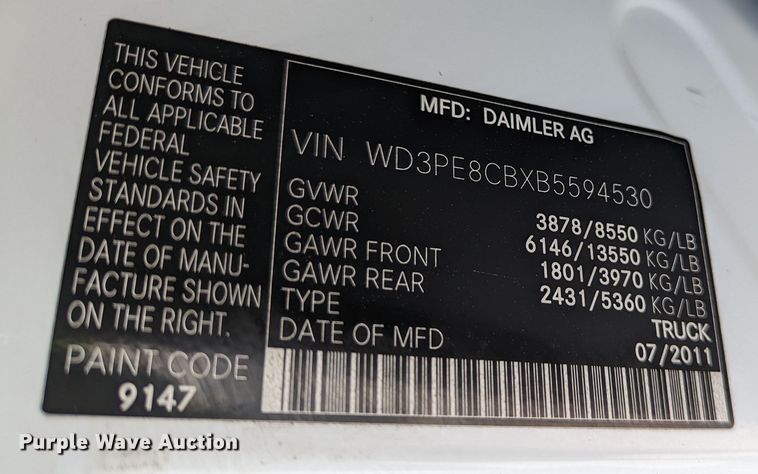 THIS VEHICLE
CONFORMS TO
ALL APPLICABLE
FEDERAL
VEHICLE SAFETY
STANDARDS IN
EFFECT ON THE
DATE OF MANU-
FACTURE SHOWN
ON THE RIGHT.
PAINT CODE
9147
MFD: DAIMLER AG
VIN WD3PE8CBXB5594530
GVWR 3878/8550 KG/LB
GCWR 6146/13550 KG/LB
GAWR FRONT 1801/3970 KG/LB
GAWR REAR 2431/5360 KG/LB
TYPE TRUCK
DATE OF MFD 07/2011
Purple Wave Auction